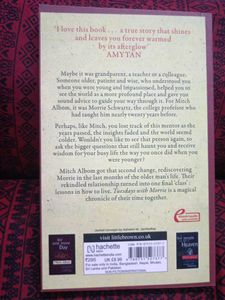 'I love this book . . . a true story that shines
and leaves you forever warmed
by its afterglow'
AMY TAN
Maybe it was grandparent, a teacher or a colleague.
Someone older, patient and wise, who understood you
when you were young and impassioned, helped you to
see the world as a more profound place and gave you
sound advice to guide your way through it. For Mitch
Albom, it was Morrie Schwartz, the college professor who
had taught him nearly twenty years before.
Perhaps, like Mitch, you lost track of this mentor as the
years passed, the insights faded and the world seemed
colder. Wouldn't you like to see that person again, to
ask the bigger questions that still haunt you and receive
wisdom for your busy life the way you once did when you
were younger?
Mitch Albom got that second chance, rediscovering
Morrie in the last months of the older man's life. Their
rekindled relationship turned into one final 'class':
lessons in how to live. Tuesdays with Morrie is a magical
chronicle of their time together.
visit littlebrown.co.uk
hachette
INDIA
one more
Day
Heaven